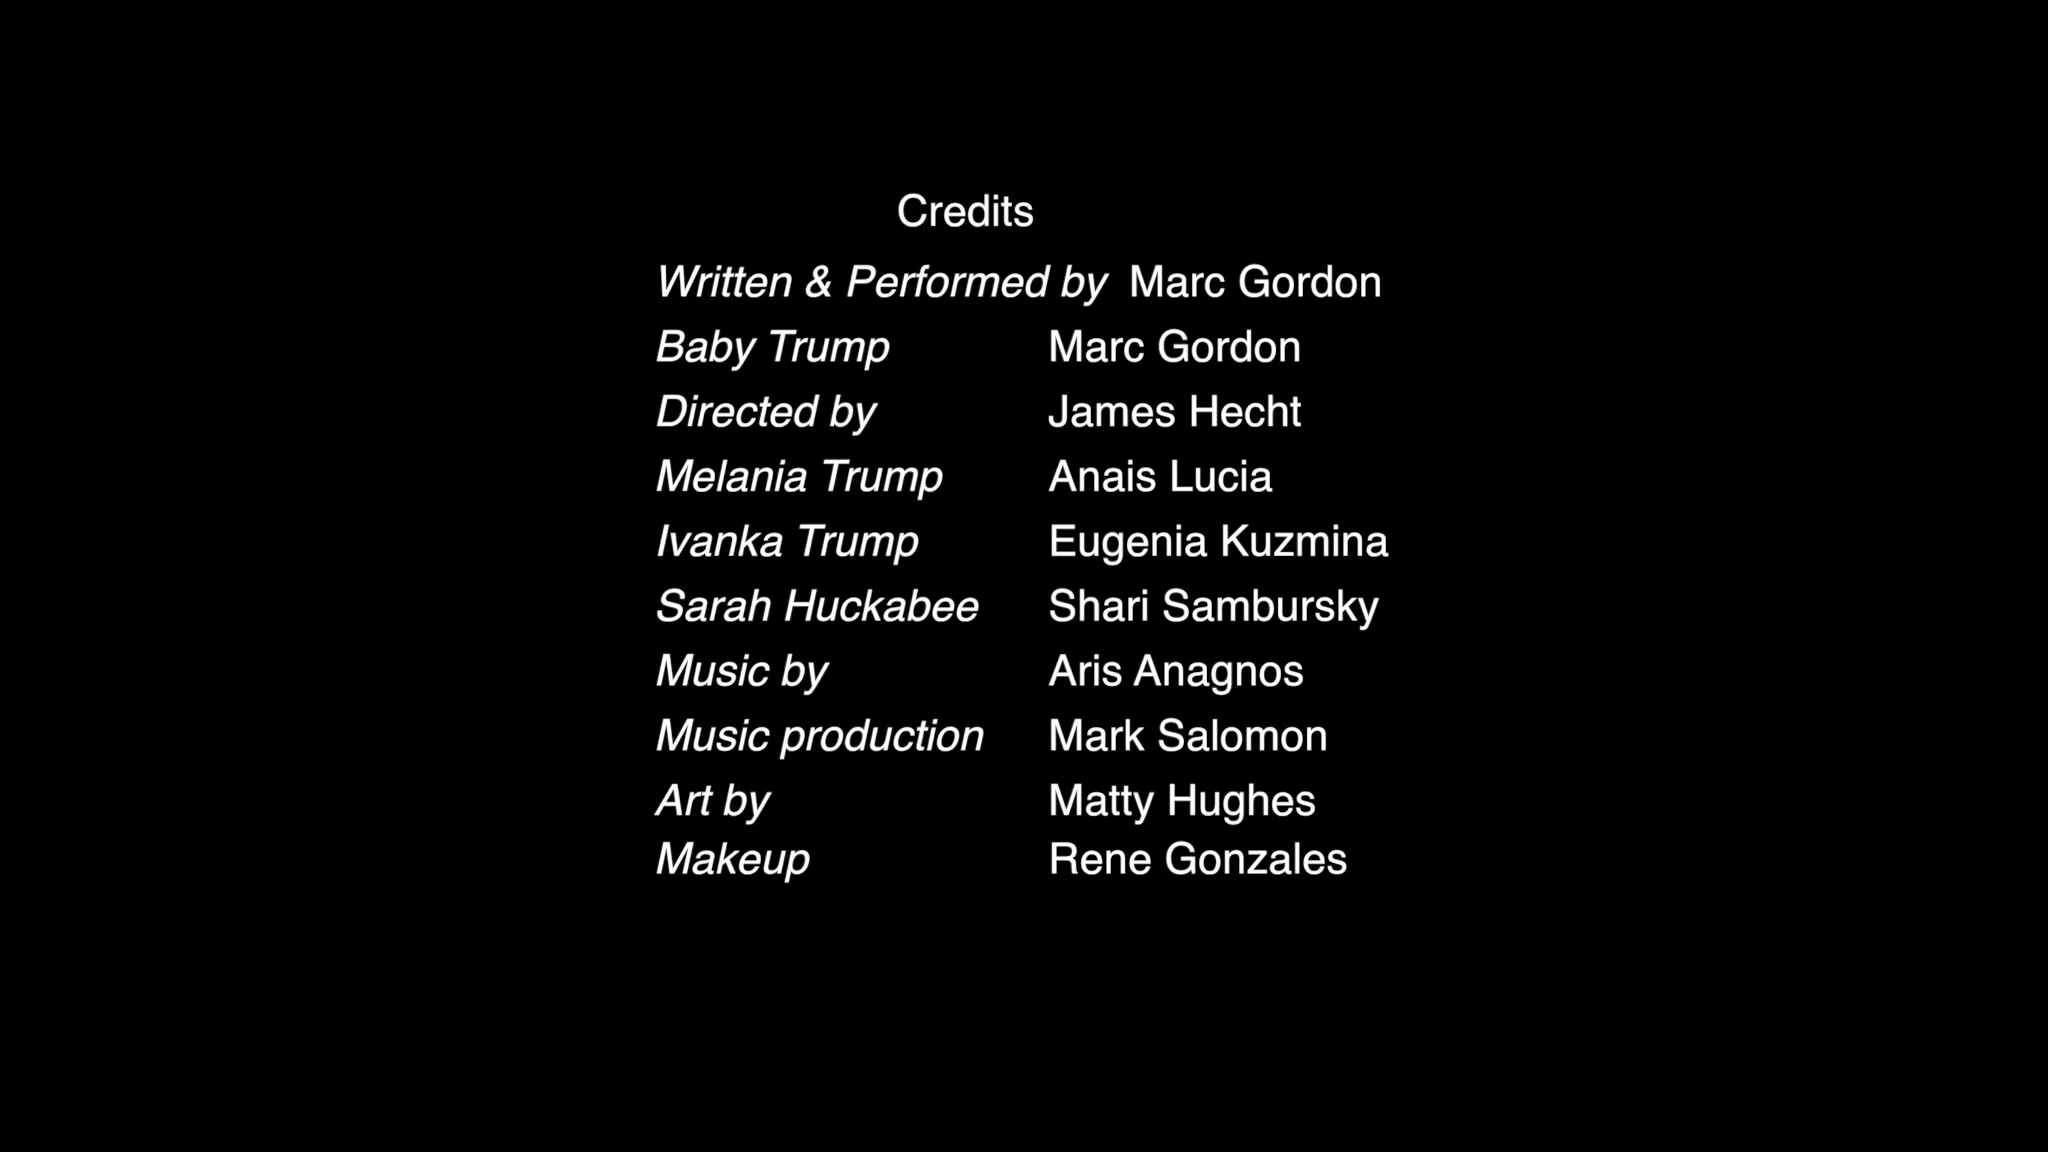 Credits
Written & Performed by Marc Gordon
Baby Trump Marc Gordon
Directed by James Hecht
Melania Trump Anais Lucia
Ivanka Trump Eugenia Kuzmina
Sarah Huckabee Shari Sambursky
Music by Aris Anagnos
Music production Mark Salomon
Art by Matty Hughes
Makeup Rene Gonzales